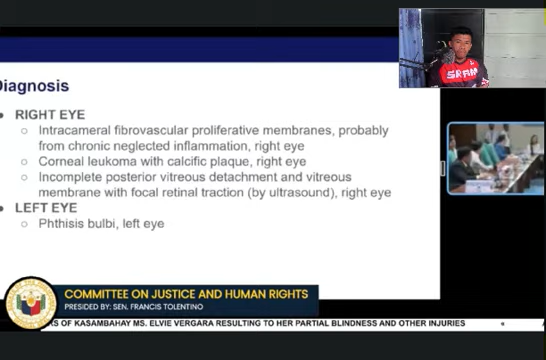 Diagnosis
RIGHT EYE
Intracameral fibrovascular proliferative membranes, probably
from chronic neglected inflammation, right eye
Corneal leukoma with calcific plaque, right eye
Incomplete posterior vitreous detachment and vitreous
membrane with focal retinal traction (by ultrasound), right eye
LEFT EYE
Phthisis bulbi, left eye
SRAM
COMMITTEE ON JUSTICE AND HUMAN RIGHTS
PRESIDED BY: SEN. FRANCIS TOLENTINO
OF KASAMBAHAY MS. ELVIE VERGARA RESULTING TO HER PARTIAL BLINDNESS AND OTHER INJURIES